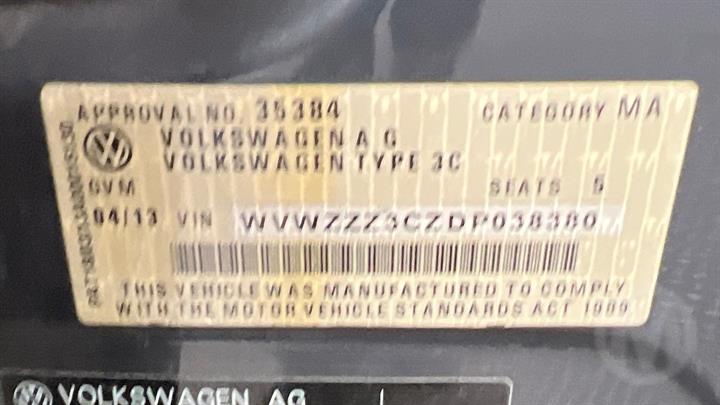 APPROVAL NO. 35384 CATEGORY MA
VOLKSWAGEN AG
VOLKSWAGEN TYPE 3C
GVM SEATS 5
04/13 VIN WVWZZZ3CZDP038380
THIS VEHICLE WAS MANUFACTURED TO COMPLY
WITH THE MOTOR VEHICLE STANDARDS ACT 1989
VOLKSWAGEN AG